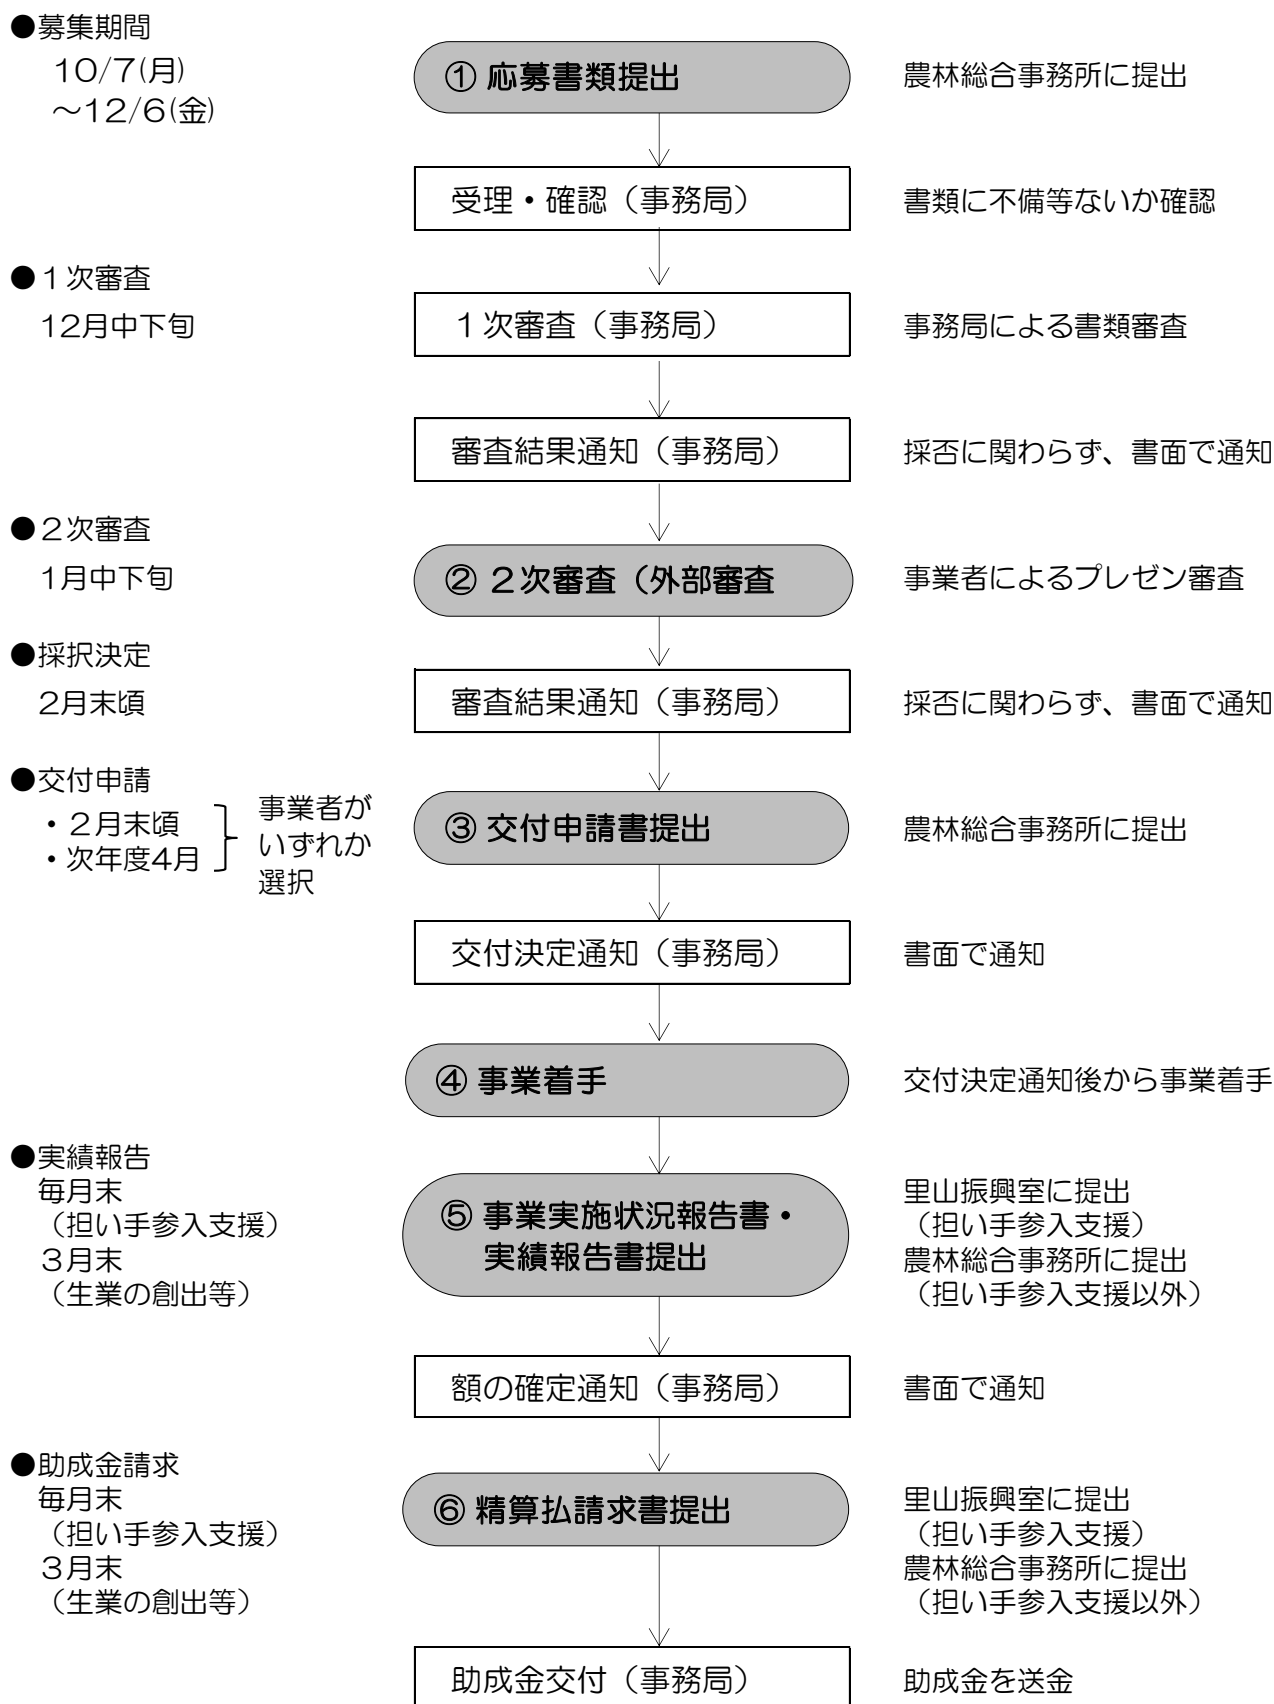 ●募集期間
10/7(月)
～12/6(金)
① 応募書類提出
農林総合事務所に提出
受理・確認（事務局）
書類に不備等ないか確認
●１次審査
12月中下旬
１次審査（事務局）
事務局による書類審査
審査結果通知（事務局）
採否に関わらず、書面で通知
●２次審査
1月中下旬
② ２次審査（外部審査
事業者によるプレゼン審査
●採択決定
2月末頃
審査結果通知（事務局）
採否に関わらず、書面で通知
●交付申請
・２月末頃
・次年度4月
事業者が
いずれか
選択
③ 交付申請書提出
農林総合事務所に提出
交付決定通知（事務局）
書面で通知
④ 事業着手
交付決定通知後から事業着手
●実績報告
毎月末
（担い手参入支援）
３月末
（生業の創出等）
⑤ 事業実施状況報告書・
実績報告書提出
里山振興室に提出
（担い手参入支援）
農林総合事務所に提出
（担い手参入支援以外）
額の確定通知（事務局）
書面で通知
●助成金請求
毎月末
（担い手参入支援）
３月末
（生業の創出等）
⑥ 精算払請求書提出
里山振興室に提出
（担い手参入支援）
農林総合事務所に提出
（担い手参入支援以外）
助成金交付（事務局）
助成金を送金